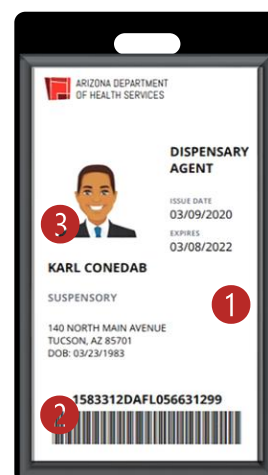 ARIZONA DEPARTMENT
OF HEALTH SERVICES
DISPENSARY
AGENT
ISSUE DATE
03/09/2020
EXPIRES
03/08/2022
3
KARL CONEDAB
SUSPENSORY
1
140 NORTH MAIN AVENUE
TUCSON, AZ 85701
DOB: 03/23/1983
1583312DAFL056631299
2